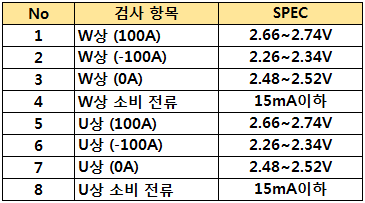 No 검사 항목 SPEC
1 W상 (100A) 2.66~2.74V
2 W상 (-100A) 2.26~2.34V
3 W상 (0A) 2.48~2.52V
4 W상 소비 전류 15mA이하
5 U상 (100A) 2.66~2.74V
6 U상 (-100A) 2.26~2.34V
7 U상 (0A) 2.48~2.52V
8 U상 소비 전류 15mA이하